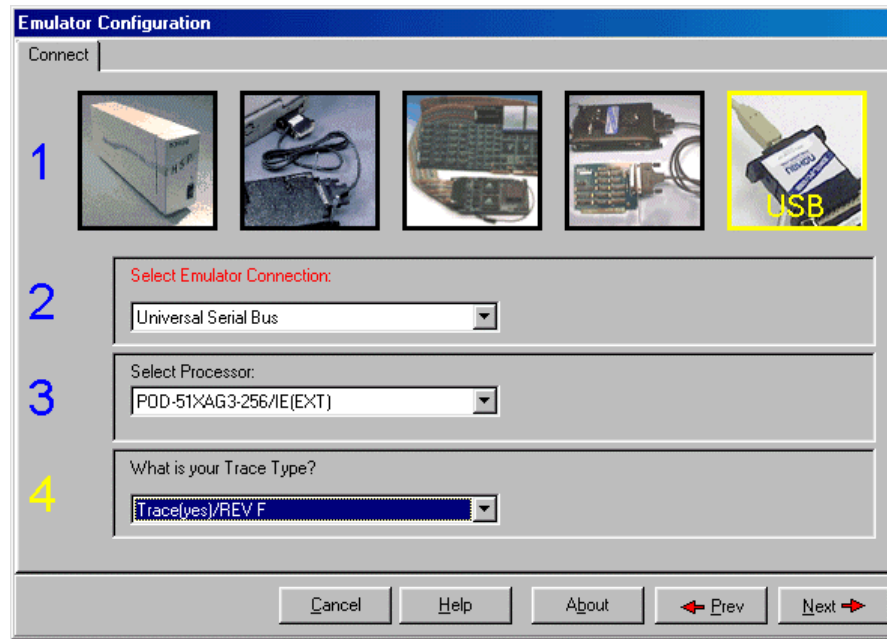 Emulator Configuration
Connect
1
USB
2
Select Emulator Connection:
Universal Serial Bus
3
Select Processor:
POD-51XAG3-256/IE(EXT)
4
What is your Trace Type?
Trace(yes)/REV F
Cancel
Help
About
Prev
Next